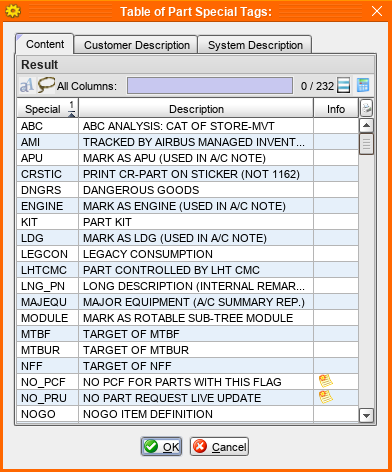 Table of Part Special Tags:
Content
Customer Description
System Description
Result
All Columns:
0 / 232
Special 1 Description Info
ABC ABC ANALYSIS: CAT OF STORE-MVT
AMI TRACKED BY AIRBUS MANAGED INVENT...
APU MARK AS APU (USED IN A/C NOTE)
CRSTIC PRINT CR-PART ON STICKER (NOT 1162)
DNGRS DANGEROUS GOODS
ENGINE MARK AS ENGINE (USED IN A/C NOTE)
KIT PART KIT
LDG MARK AS LDG (USED IN A/C NOTE)
LEGCON LEGACY CONSUMPTION
LHTCMC PART CONTROLLED BY LHT CMC
LNG_PN LONG DESCRIPTION (INTERNAL REMAR...
MAJEQU MAJOR EQUIPMENT (A/C SUMMARY REP.)
MODULE MARK AS ROTABLE SUB-TREE MODULE
MTBF TARGET OF MTBF
MTBUR TARGET OF MTBUR
NFF TARGET OF NFF
NO_PCF NO PCF FOR PARTS WITH THIS FLAG
NO_PRU NO PART REQUEST LIVE UPDATE
NOGO NOGO ITEM DEFINITION
OK Cancel